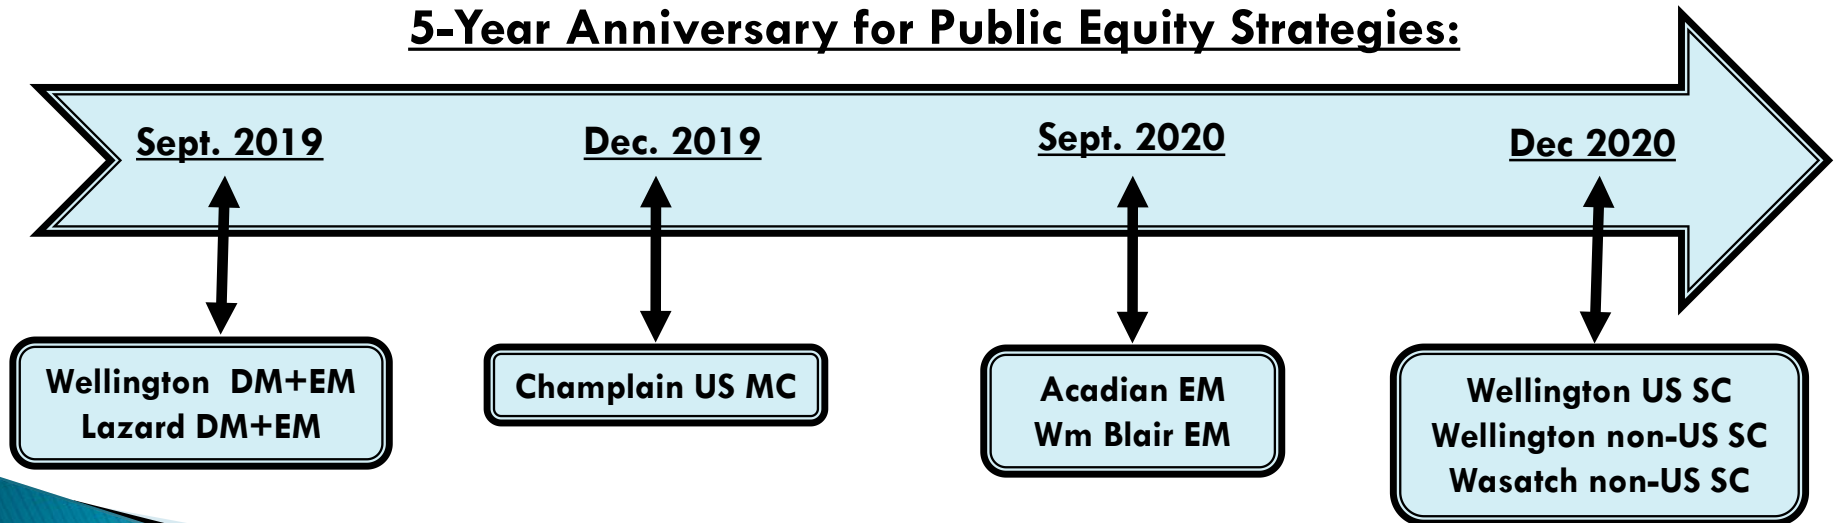 5-Year Anniversary for Public Equity Strategies:
Sept. 2019
Dec. 2019
Sept. 2020
Dec 2020
Wellington DM+EM
Lazard DM+EM
Champlain US MC
Acadian EM
Wm Blair EM
Wellington US SC
Wellington non-US SC
Wasatch non-US SC